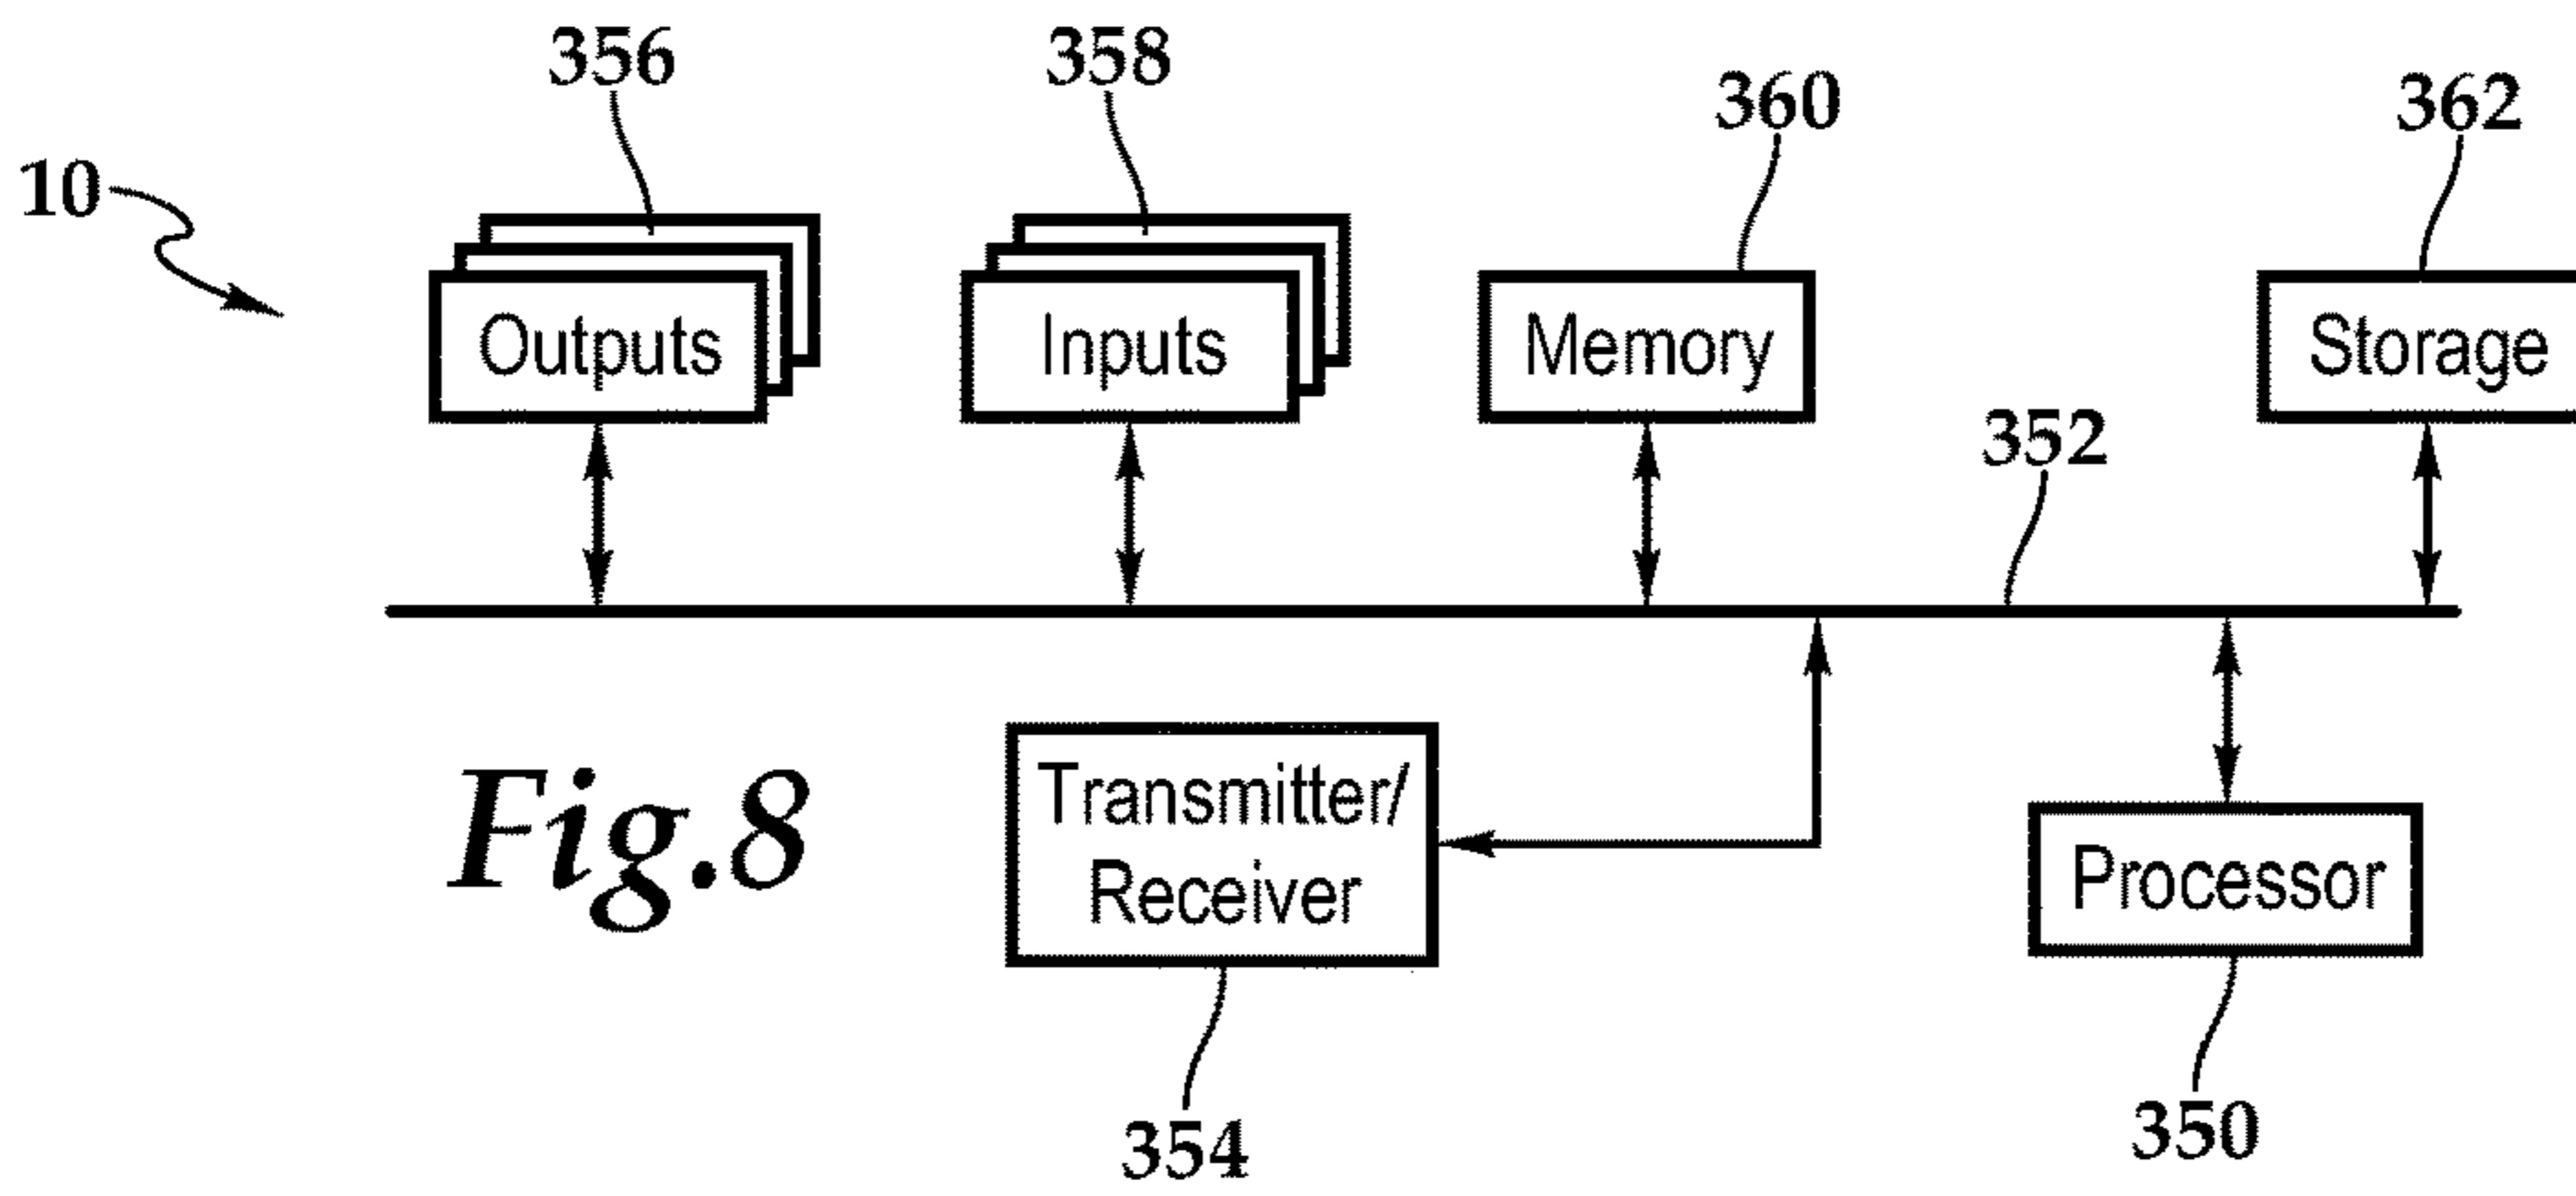 356
358
360
362
10
Outputs
Inputs
Memory
Storage
352
Fig.8
Transmitter/
Receiver
Processor
354
350